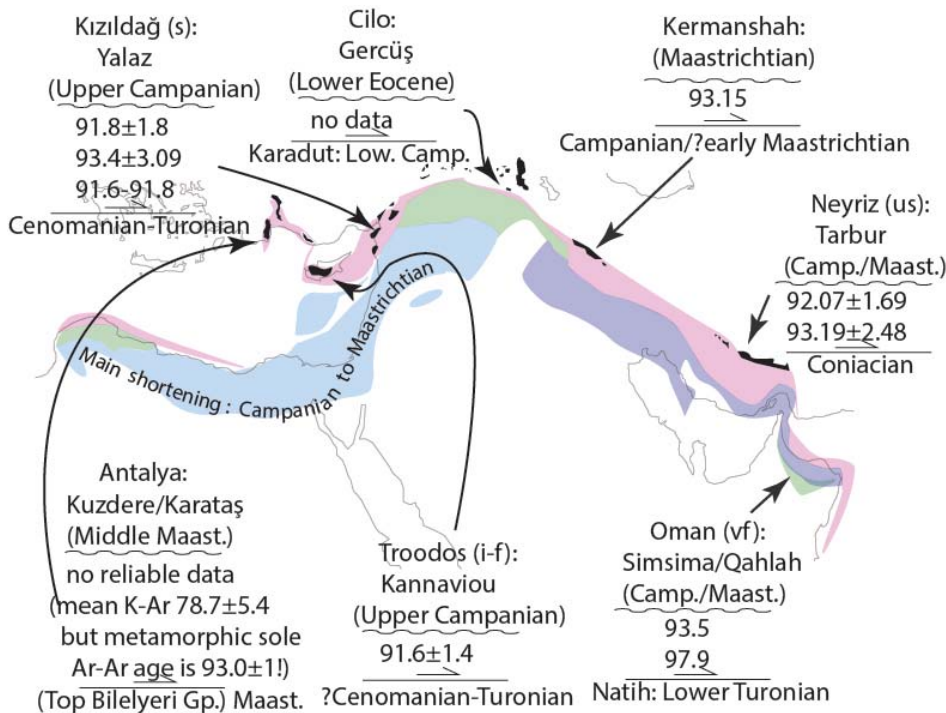 Kızıldağ (s):
Yalaz
(Upper Campanian)
91.8±1.8
93.4±3.09
91.6-91.8
Cenomanian-Turonian
Cilo:
Gercüş
(Lower Eocene)
no data
Karadut: Low. Camp.
Kermanshah:
(Maastrichtian)
93.15
Campanian/?early Maastrichtian
Neyriz (us):
Tarbur
(Camp./Maast.)
92.07±1.69
93.19±2.48
Coniacian
Main shortening : Campanian to Maastrichtian
Antalya:
Kuzdere/Karataş
(Middle Maast.)
no reliable data
(mean K-Ar 78.7±5.4
but metamorphic sole
Ar-Ar age is 93.0±1!)
(Top Bilelyeri Gp.) Maast.
Troodos (i-f):
Kannaviou
(Upper Campanian)
91.6±1.4
?Cenomanian-Turonian
Oman (vf):
Simsima/Qahlah
(Camp./Maast.)
93.5
97.9
Natih: Lower Turonian